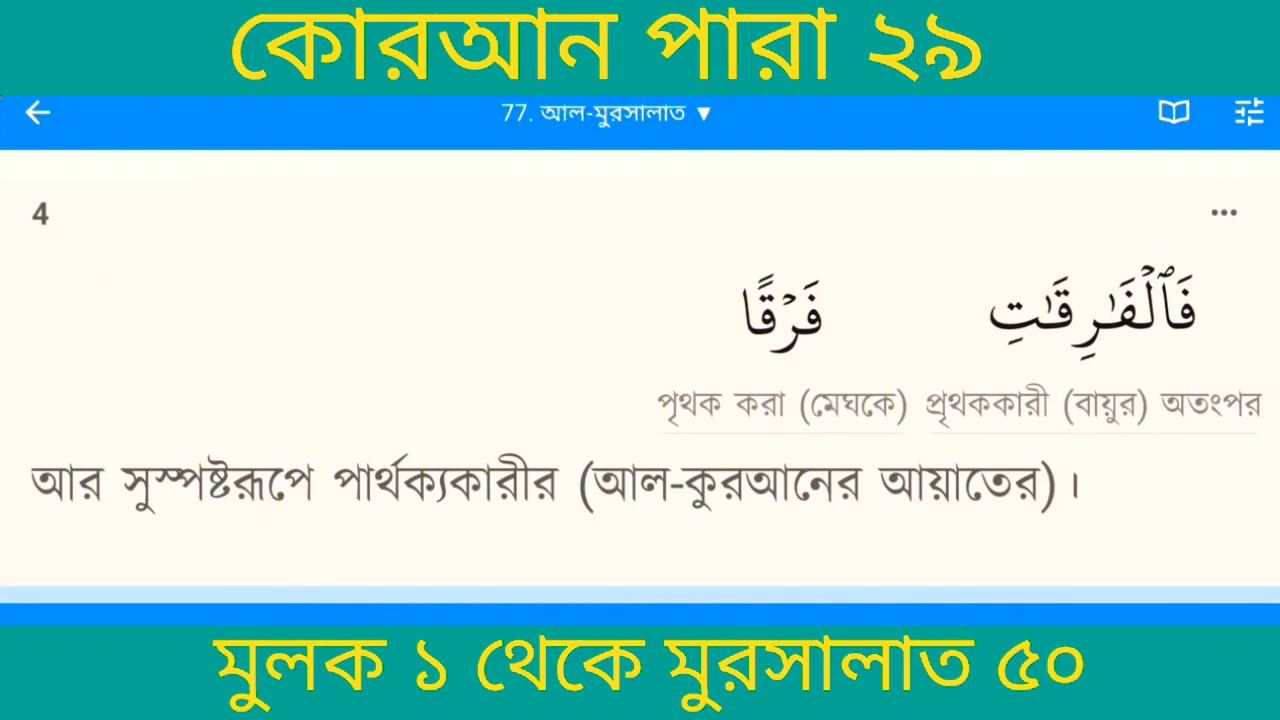 কোরআন পারা ২৯
77. আল-মুরসালাত ▼
4
فَٱلۡفَٰرِقَٰتِ فَرۡقٗا
পৃথক করা (মেঘকে) প্রৃথককারী (বায়ুর) অতংপর
আর সুস্পষ্টরূপে পার্থক্যকারীর (আল-কুরআনের আয়াতের)।
মুলক ১ থেকে মুরসালাত ৫০